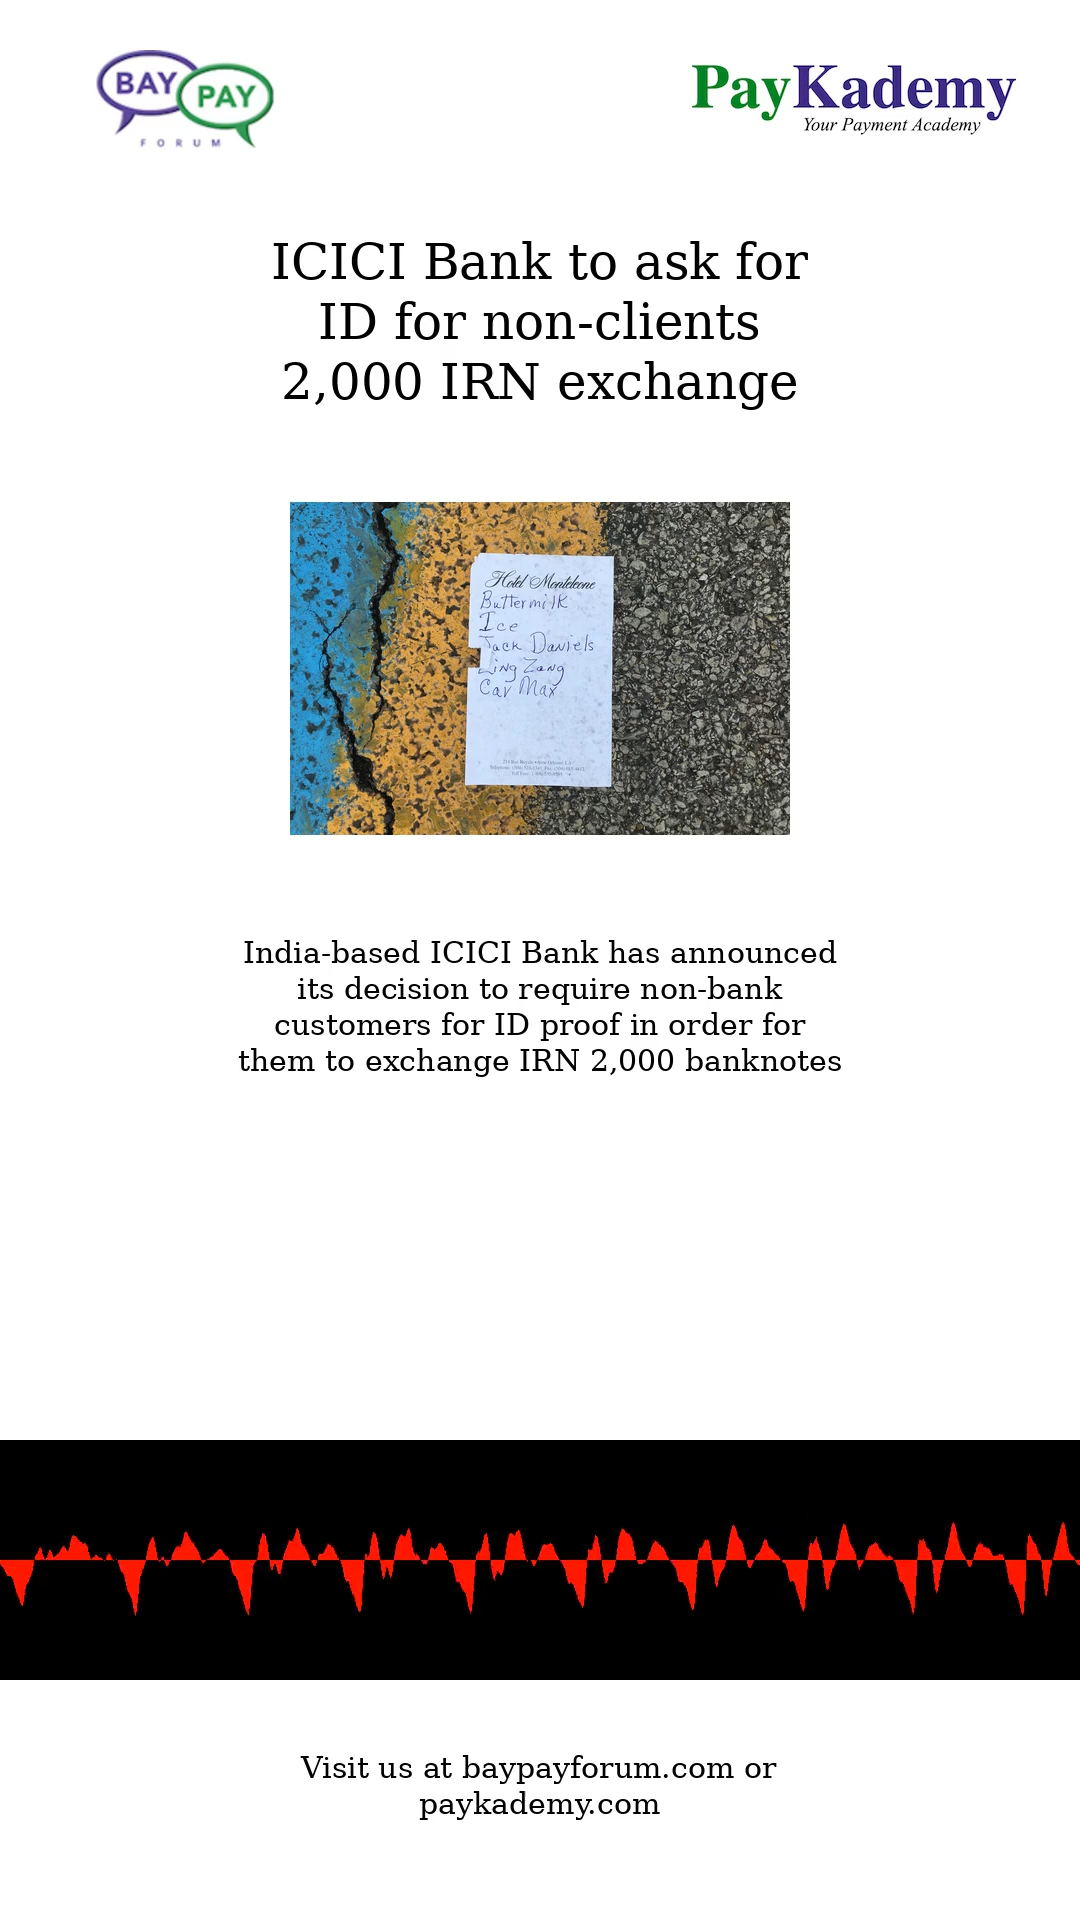 BAY PAY
FORUM
PayKademy
Your Payment Academy
ICICI Bank to ask for
ID for non-clients
2,000 IRN exchange
Hotel Monteleone
Buttermilk
Ice
Jack Daniels
Zang
Car Max
India-based ICICI Bank has announced
its decision to require non-bank
customers for ID proof in order for
them to exchange IRN 2,000 banknotes
Visit us at baypayforum.com or
paykademy.com